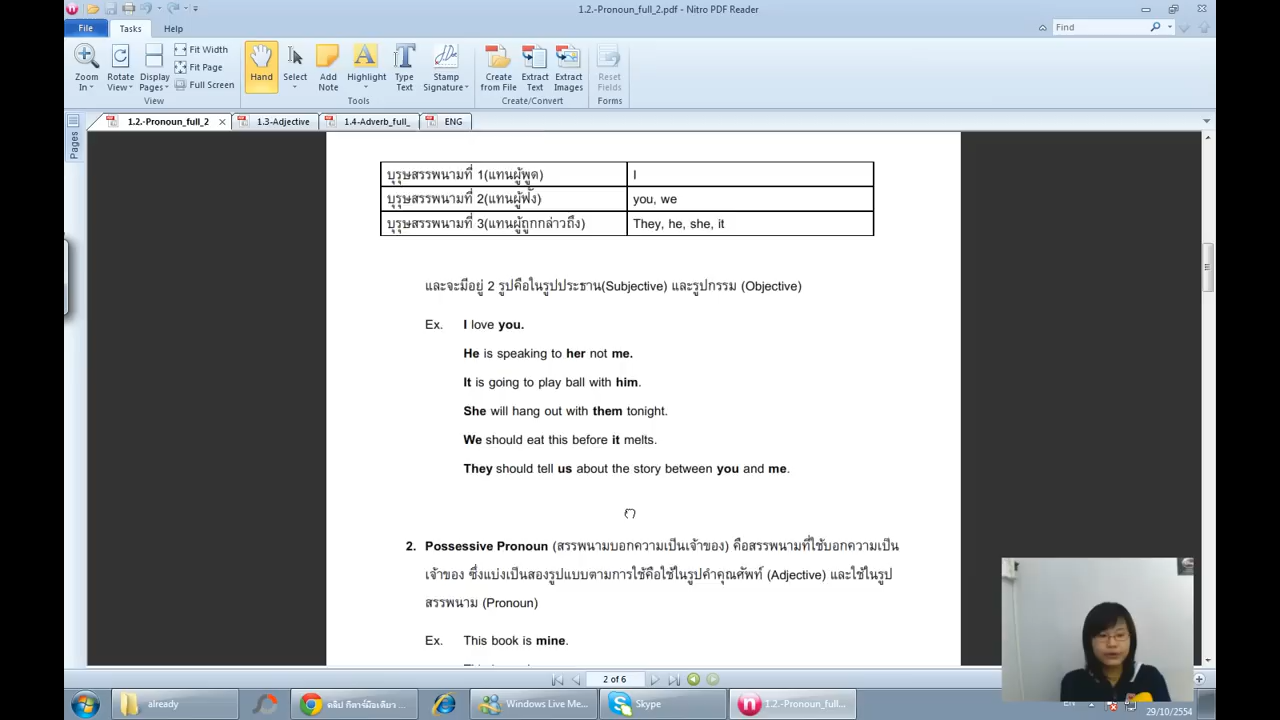 1.2.-Pronoun_full_2.pdf - Nitro PDF Reader
File Tasks Help
Find
Zoom In
Rotate View
Display Pages
Fit Width
Fit Page
Full Screen
Hand
Select
Add Note
Highlight
Type Text
Stamp Signature
Create from File
Extract Text
Extract Images
Reset Fields
View Tools Create/Convert Forms
1.2.-Pronoun_full_2 1.3-Adjective 1.4-Adverb_full_ ENG
Pages
บุรุษสรรพนามที่ 1(แทนผู้พูด) I
บุรุษสรรพนามที่ 2(แทนผู้ฟัง) you, we
บุรุษสรรพนามที่ 3(แทนผู้ถูกกล่าวถึง) They, he, she, it
และจะมีอยู่ 2 รูปคือในรูปประธาน(Subjective) และรูปกรรม (Objective)
Ex. I love you.
He is speaking to her not me.
It is going to play ball with him.
She will hang out with them tonight.
We should eat this before it melts.
They should tell us about the story between you and me.
2. Possessive Pronoun (สรรพนามบอกความเป็นเจ้าของ) คือสรรพนามที่ใช้บอกความเป็น
เจ้าของ ซึ่งแบ่งเป็นสองรูปแบบตามการใช้คือใช้ในรูปคำคุณศัพท์ (Adjective) และใช้ในรูป
สรรพนาม (Pronoun)
Ex. This book is mine.
2 of 6
already
คลิป กีตาร์มือเดียว ...
Windows Live Me...
Skype
1.2.-Pronoun_full...
EN
29/10/2554